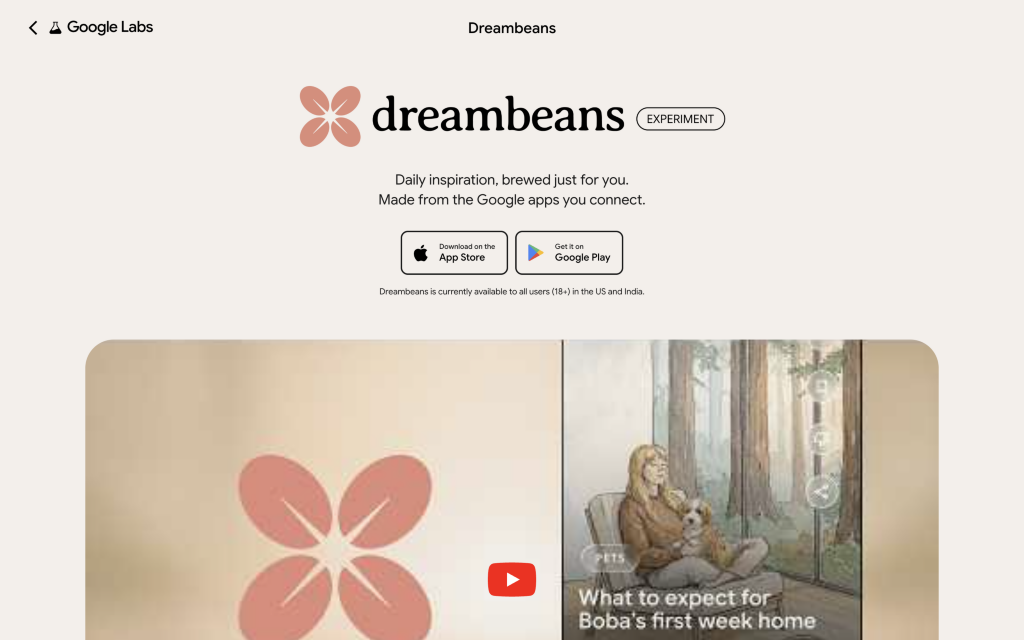 Google Labs
Dreambeans
dreambeans
EXPERIMENT
Daily inspiration, brewed just for you.
Made from the Google apps you connect.
Download on the
App Store
Get it on
Google Play
Dreambeans is currently available to all users (18+) in the US and India.
PETS
What to expect for
Boba's first week home